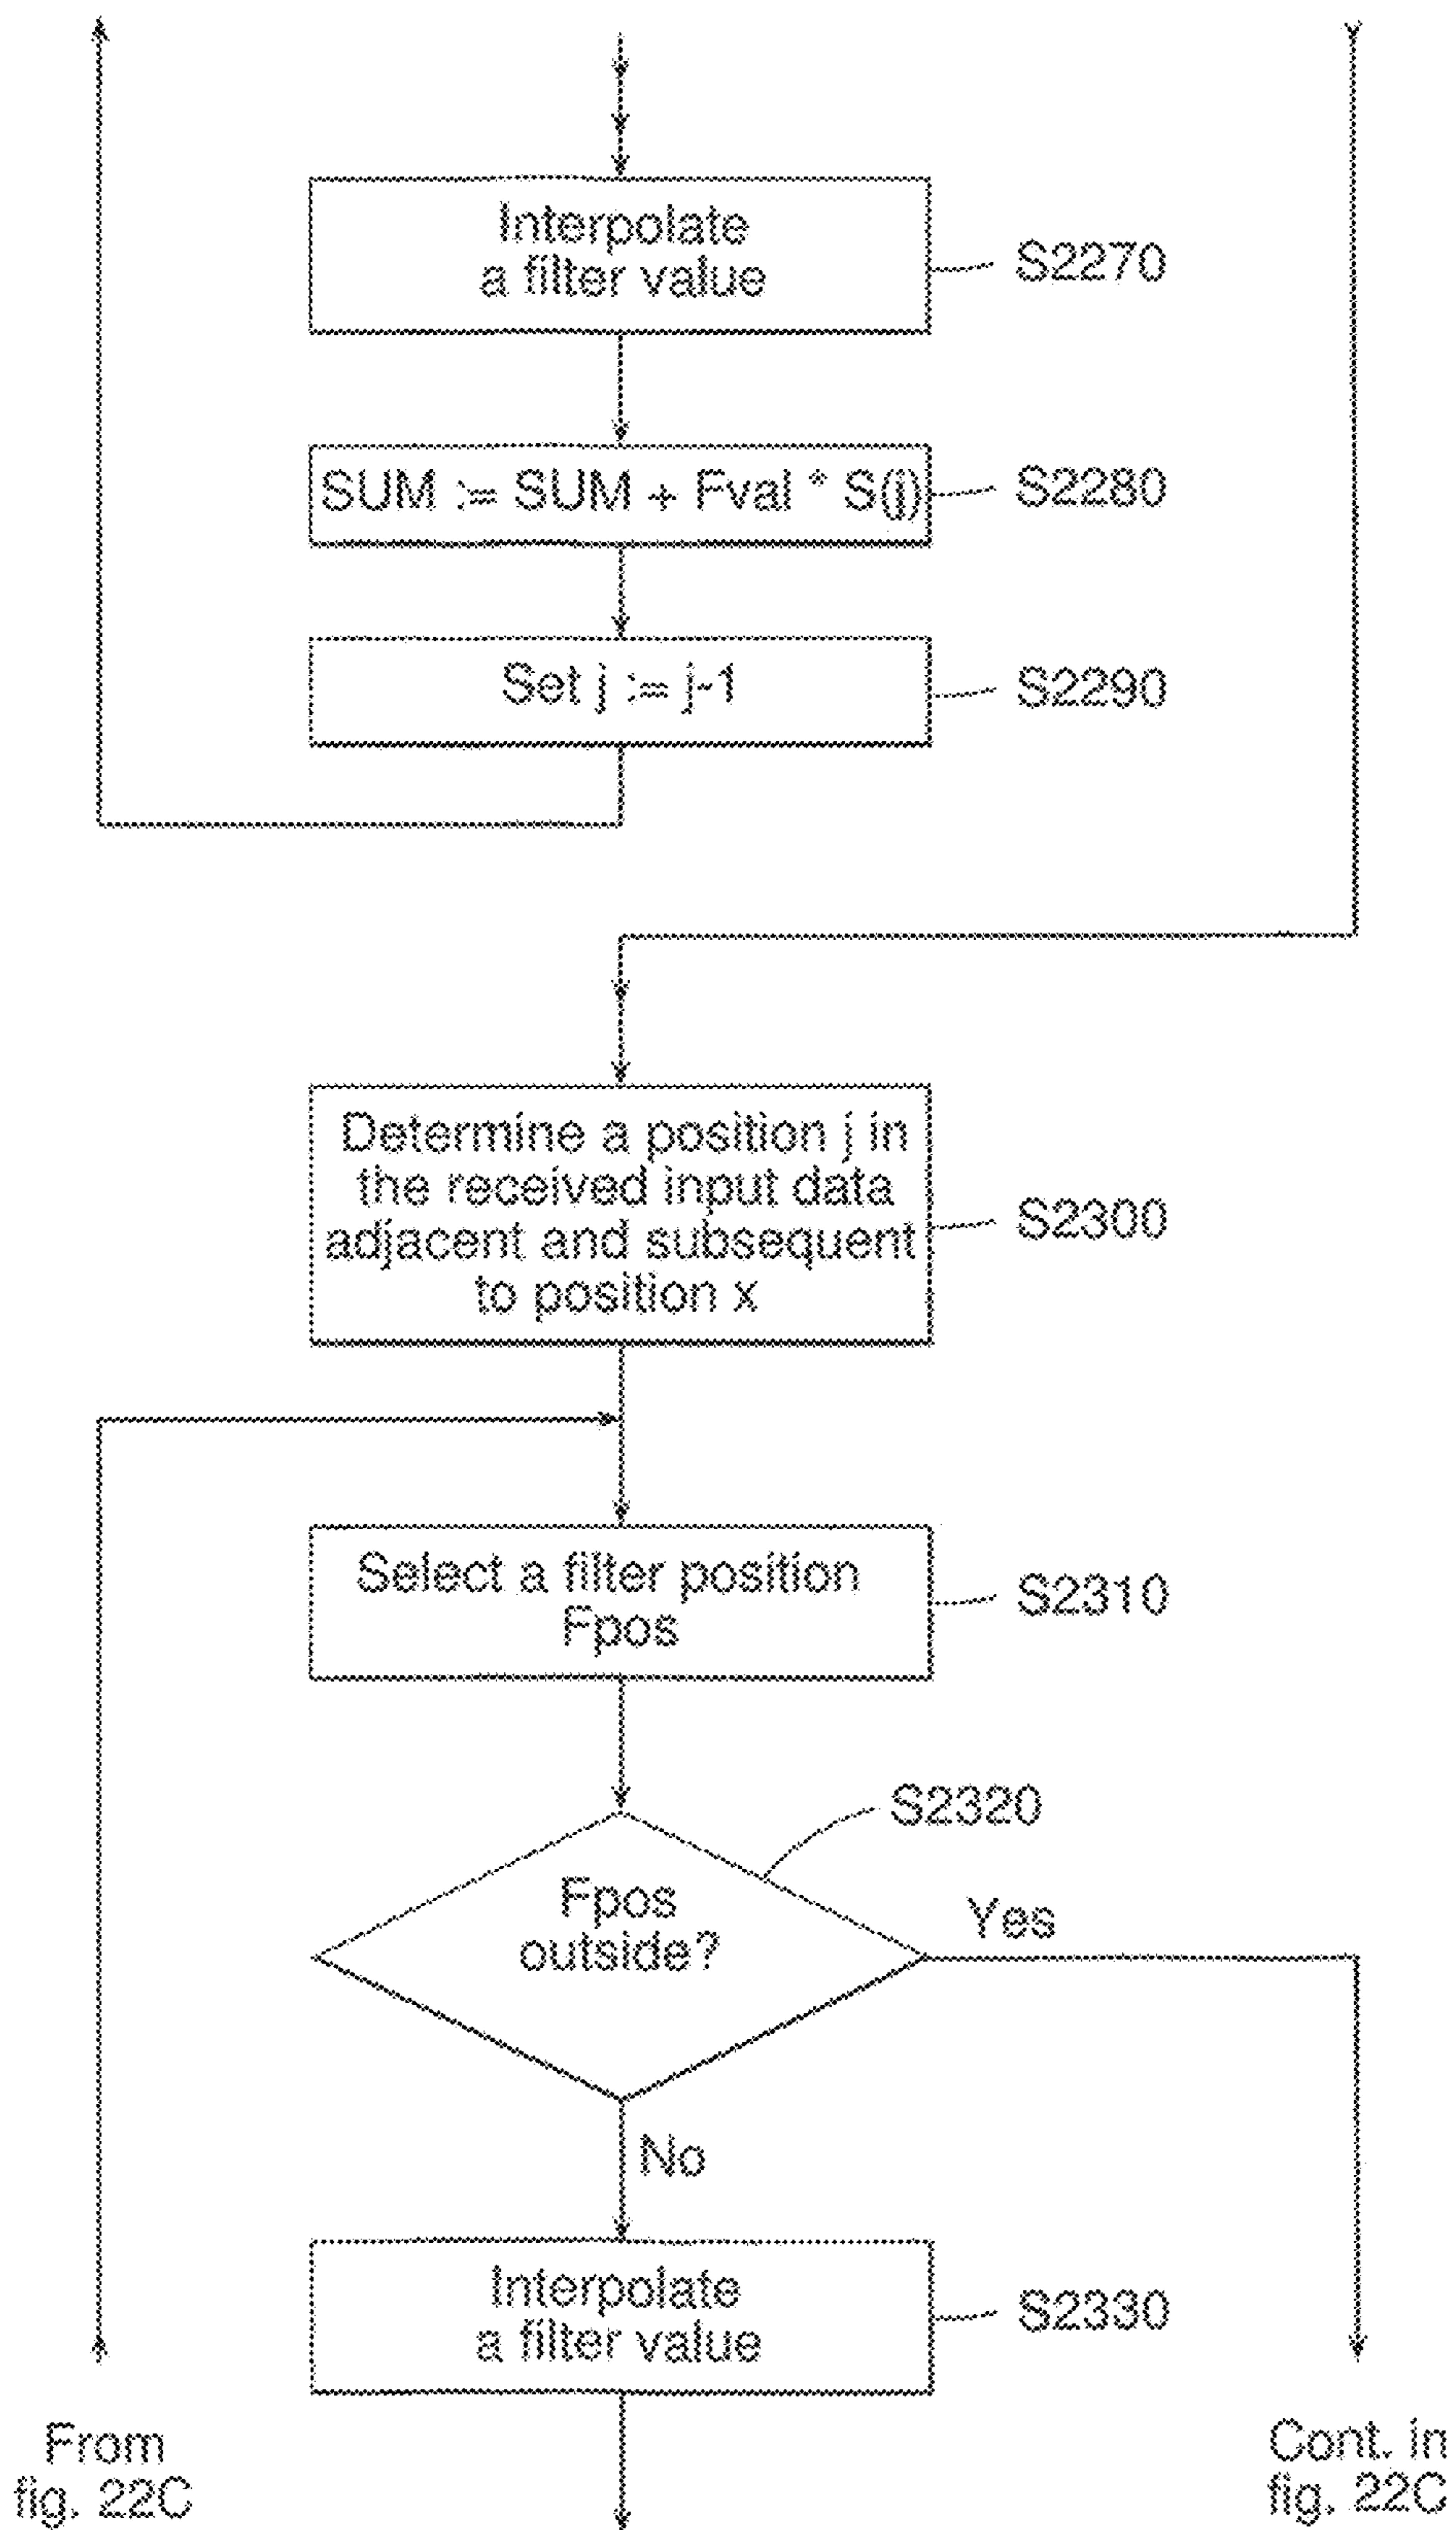 Interpolate
a filter value
S2270
SUM := SUM + Fval * S(j)
S2280
Set j := j-1
S2290
Determine a position j in
the received input data
adjacent and subsequent
to position x
S2300
Select a filter position
Fpos
S2310
S2320
Fpos
outside?
Yes
No
Interpolate
a filter value
S2330
From
fig. 22C
Cont. in
fig. 22C